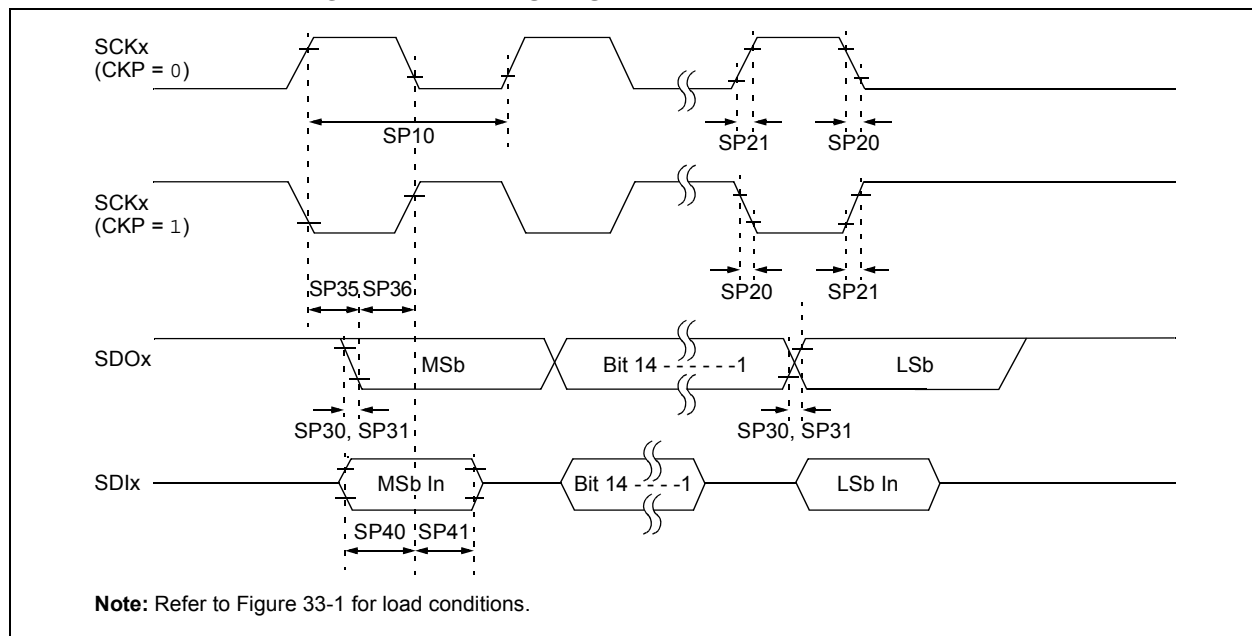 SCKx
(CKP = 0)
SP10
SP21
SP20
SCKx
(CKP = 1)
SP35 SP36
SP20
SP21
SDOx
MSb
Bit 14 - - - - - - -1
LSb
SP30, SP31
SP30, SP31
SDIx
MSb In
Bit 14 - - - - -1
LSb In
SP40
SP41
Note: Refer to Figure 33-1 for load conditions.